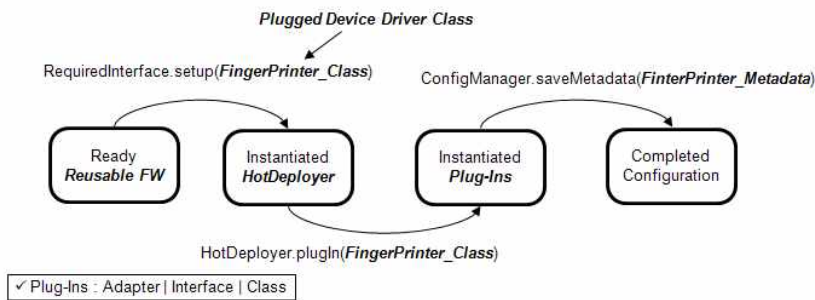 Plugged Device Driver Class
RequiredInterface.setup(FingerPrinter_Class)
ConfigManager.saveMetadata(FinterPrinter_Metadata)
Ready
Reusable FW
Instantiated
HotDeployer
Instantiated
Plug-Ins
Completed
Configuration
HotDeployer.plugIn(FingerPrinter_Class)
✓ Plug-Ins : Adapter | Interface | Class